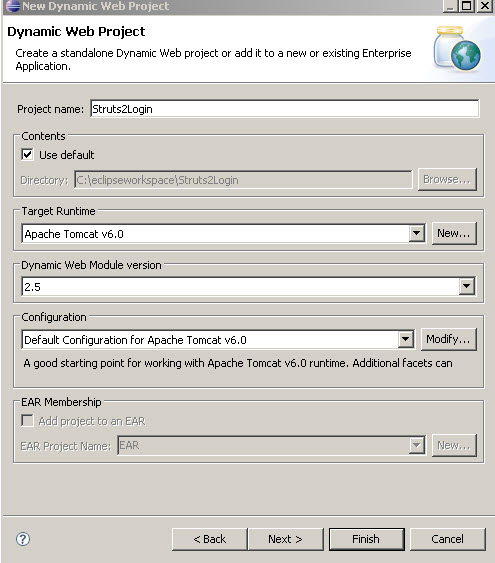 New Dynamic Web Project
Dynamic Web Project
Create a standalone Dynamic Web project or add it to a new or existing Enterprise
Application.
Project name: Struts2Login
Contents
Use default
Directory: C:\eclipseworkspace\Struts2Login Browse...
Target Runtime
Apache Tomcat v6.0 New...
Dynamic Web Module version
2.5
Configuration
Default Configuration for Apache Tomcat v6.0 Modify...
A good starting point for working with Apache Tomcat v6.0 runtime. Additional facets can
EAR Membership
Add project to an EAR
EAR Project Name: EAR New...
? < Back Next > Finish Cancel